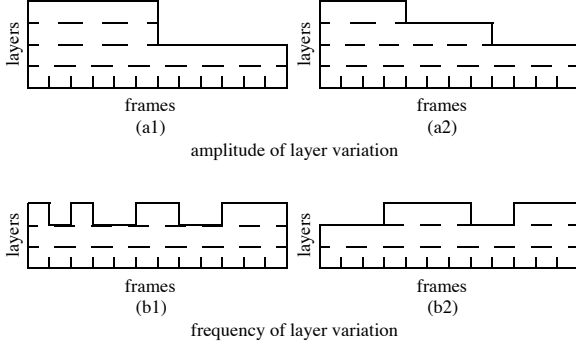 layers
layers
frames
frames
(a1)
(a2)
amplitude of layer variation
layers
layers
frames
frames
(b1)
(b2)
frequency of layer variation